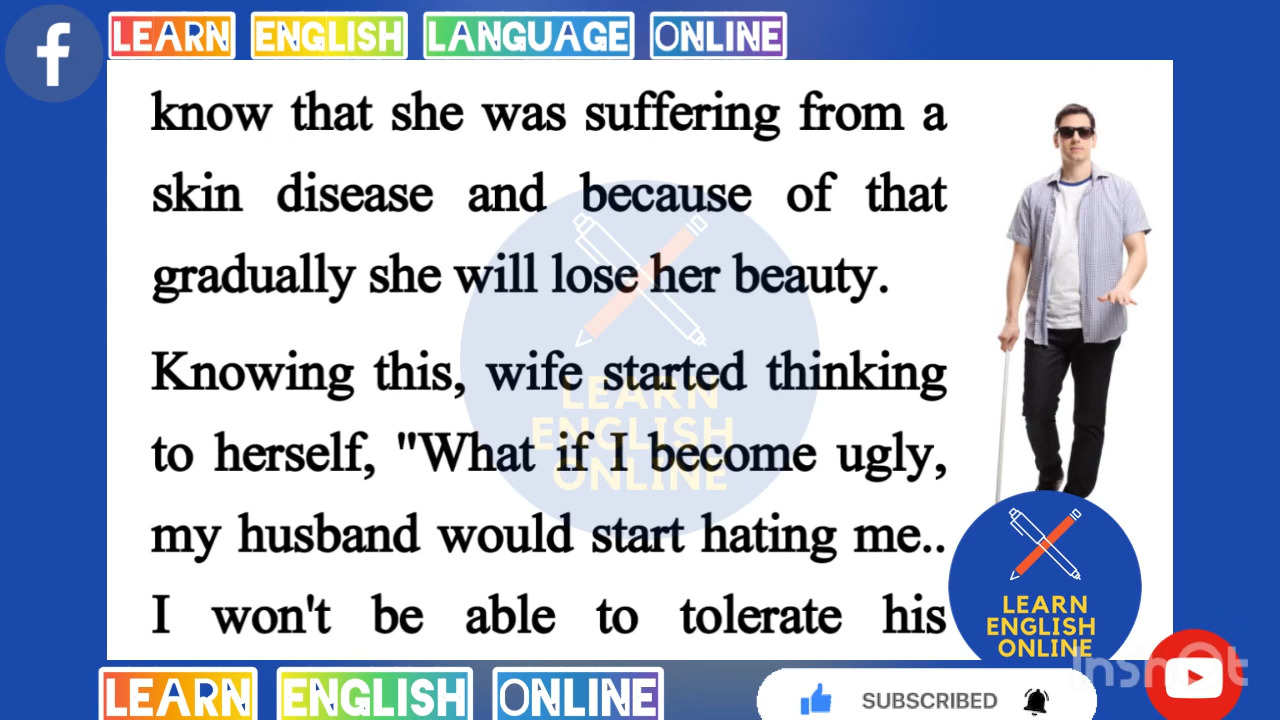 LEARN ENGLISH LANGUAGE ONLINE
know that she was suffering from a
skin disease and because of that
gradually she will lose her beauty.
Knowing this, wife started thinking
to herself, "What if I become ugly,
my husband would start hating me..
I won't be able to tolerate his
LEARN
ENGLISH
ONLINE
LEARN
ENGLISH
ONLINE
LEARN ENGLISH ONLINE
SUBSCRIBED